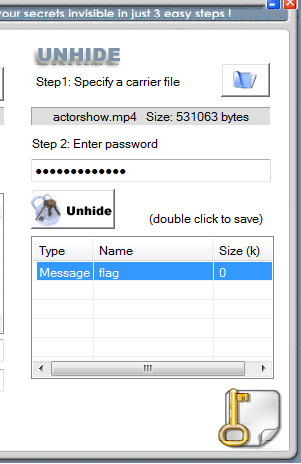 your secrets invisible in just 3 easy steps !
UNHIDE
Step1: Specify a carrier file
actorshow.mp4 Size: 531063 bytes
Step 2: Enter password
●●●●●●●●●●●●●
Unhide
(double click to save)
Type Name Size (k)
Message flag 0